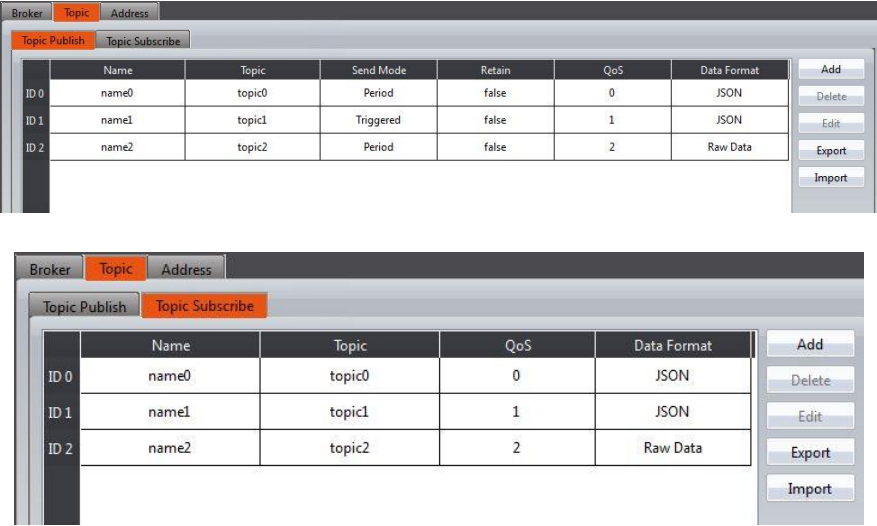 Broker Topic Address
Topic Publish Topic Subscribe
Name Topic Send Mode Retain QoS Data Format Add
ID 0 name0 topic0 Period false 0 JSON Delete
ID 1 name1 topic1 Triggered false 1 JSON Edit
ID 2 name2 topic2 Period false 2 Raw Data Export
Import
Broker Topic Address
Topic Publish Topic Subscribe
Name Topic QoS Data Format Add
ID 0 name0 topic0 0 JSON Delete
ID 1 name1 topic1 1 JSON Edit
ID 2 name2 topic2 2 Raw Data Export
Import